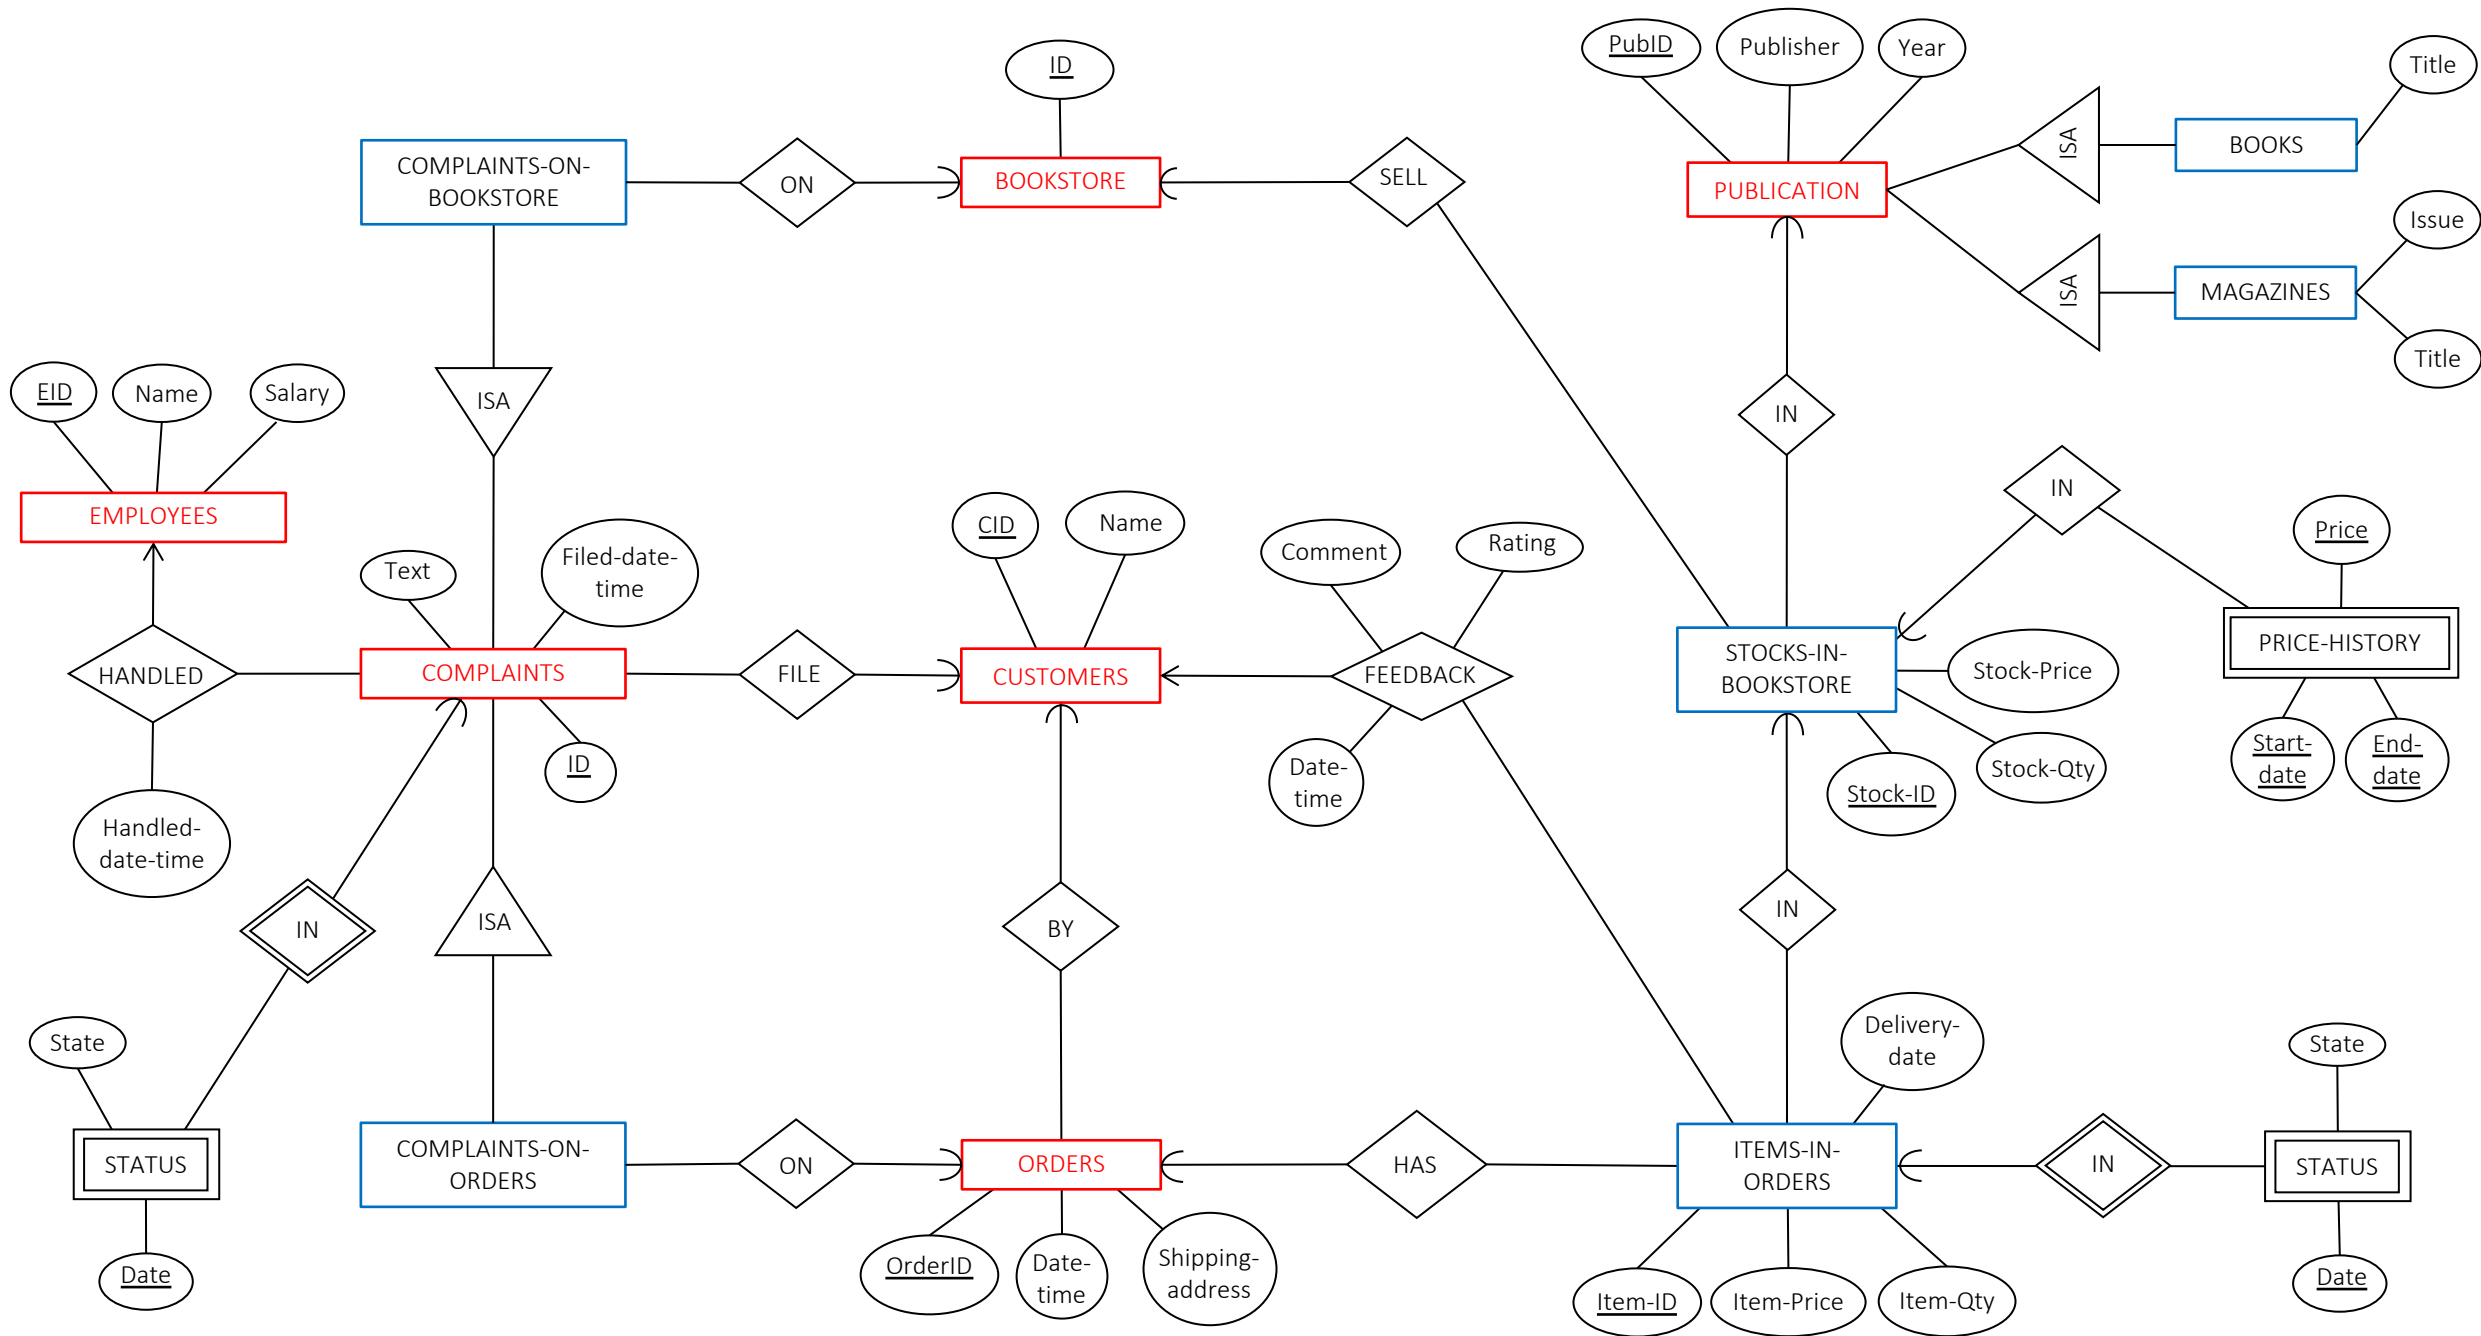 PubID
Publisher
Year
ID
Title
COMPLAINTS-ON-
BOOKSTORE
ON
BOOKSTORE
SELL
PUBLICATION
ISA
BOOKS
Issue
ISA
MAGAZINES
Title
EID
Name
Salary
ISA
IN
IN
EMPLOYEES
CID
Name
Comment
Rating
Price
Text
Filed-date-
time
HANDLED
COMPLAINTS
FILE
CUSTOMERS
FEEDBACK
STOCKS-IN-
BOOKSTORE
Stock-Price
PRICE-HISTORY
ID
Date-
time
Stock-ID
Stock-Qty
Start-
date
End-
date
Handled-
date-time
IN
ISA
BY
IN
State
Delivery-
date
State
STATUS
COMPLAINTS-ON-
ORDERS
ON
ORDERS
HAS
ITEMS-IN-
ORDERS
IN
STATUS
Date
OrderID
Date-
time
Shipping-
address
Item-ID
Item-Price
Item-Qty
Date